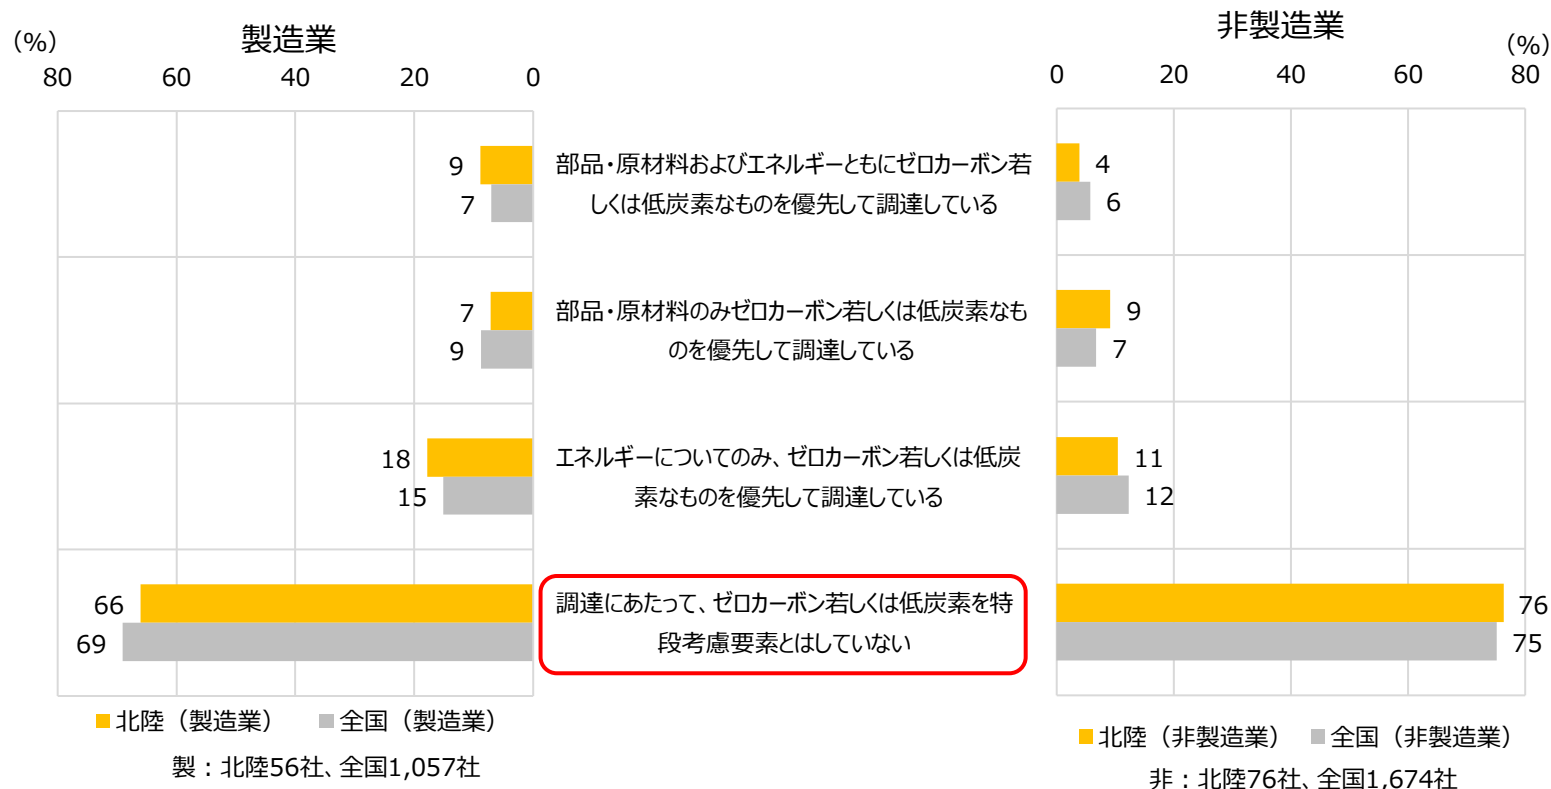 製造業
(%)
80 60 40 20 0
非製造業
(%)
0 20 40 60 80
9
7
部品・原材料およびエネルギーともにゼロカーボン若
しくは低炭素なものを優先して調達している
4
6
7
9
部品・原材料のみゼロカーボン若しくは低炭素なも
のを優先して調達している
9
7
18
15
エネルギーについてのみ、ゼロカーボン若しくは低炭
素なものを優先して調達している
11
12
66
69
調達にあたって、ゼロカーボン若しくは低炭素を特
段考慮要素とはしていない
76
75
北陸（製造業） 全国（製造業）
製：北陸56社、全国1,057社
北陸（非製造業） 全国（非製造業）
非：北陸76社、全国1,674社